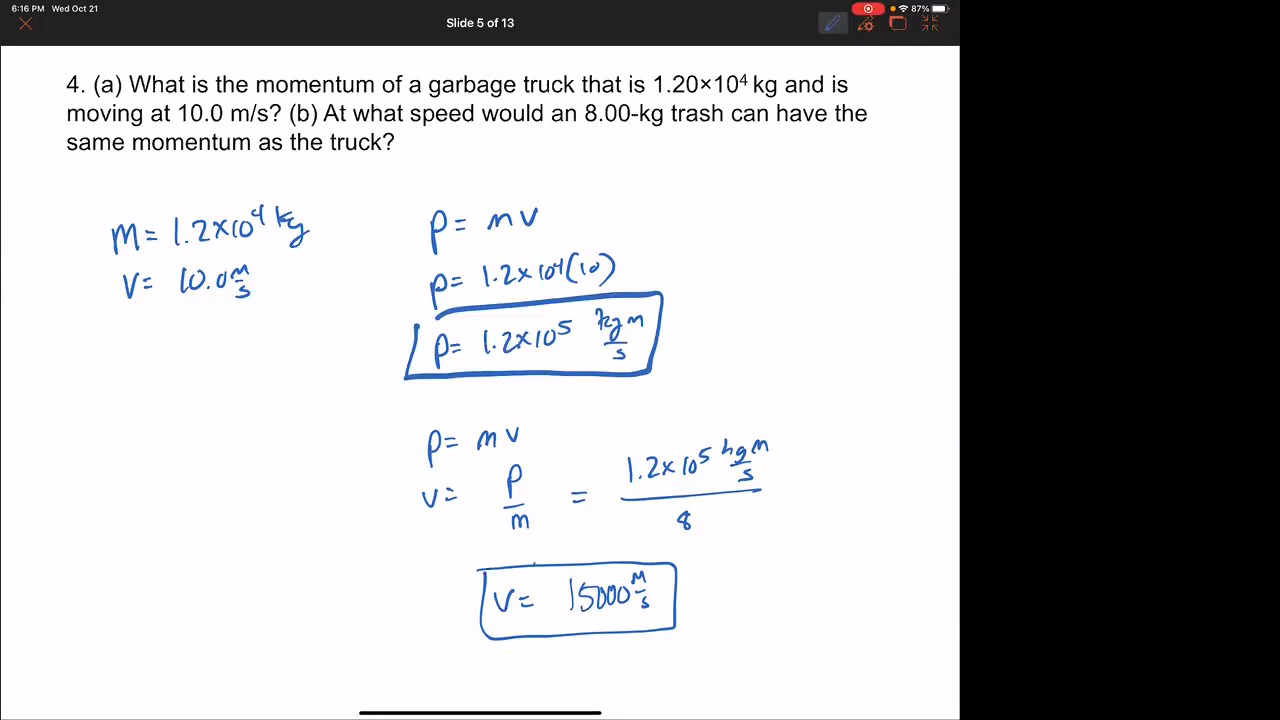 6:16 PM Wed Oct 21
87%
Slide 5 of 13
4. (a) What is the momentum of a garbage truck that is 1.20×10⁴ kg and is
moving at 10.0 m/s? (b) At what speed would an 8.00-kg trash can have the
same momentum as the truck?
m = 1.2×10⁴ kg
v = 10.0 m/s
p = mv
p = 1.2×10⁴(10)
p = 1.2×10⁵ kg m/s
p = mv
v = p/m = 1.2×10⁵ kg m/s / 8
v = 15000 m/s